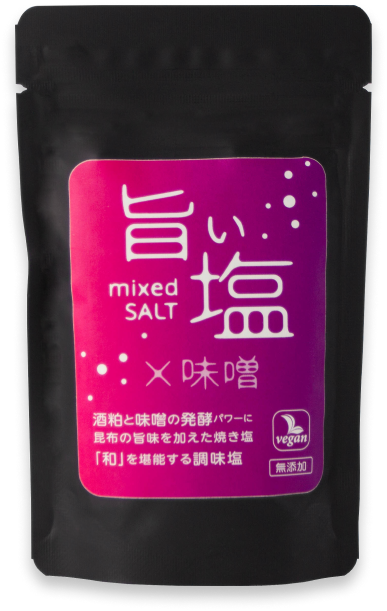 旨い塩
mixed
SALT
×味噌
酒粕と味噌の発酵パワーに
昆布の旨味を加えた焼き塩
「和」を堪能する調味塩
vegan
無添加